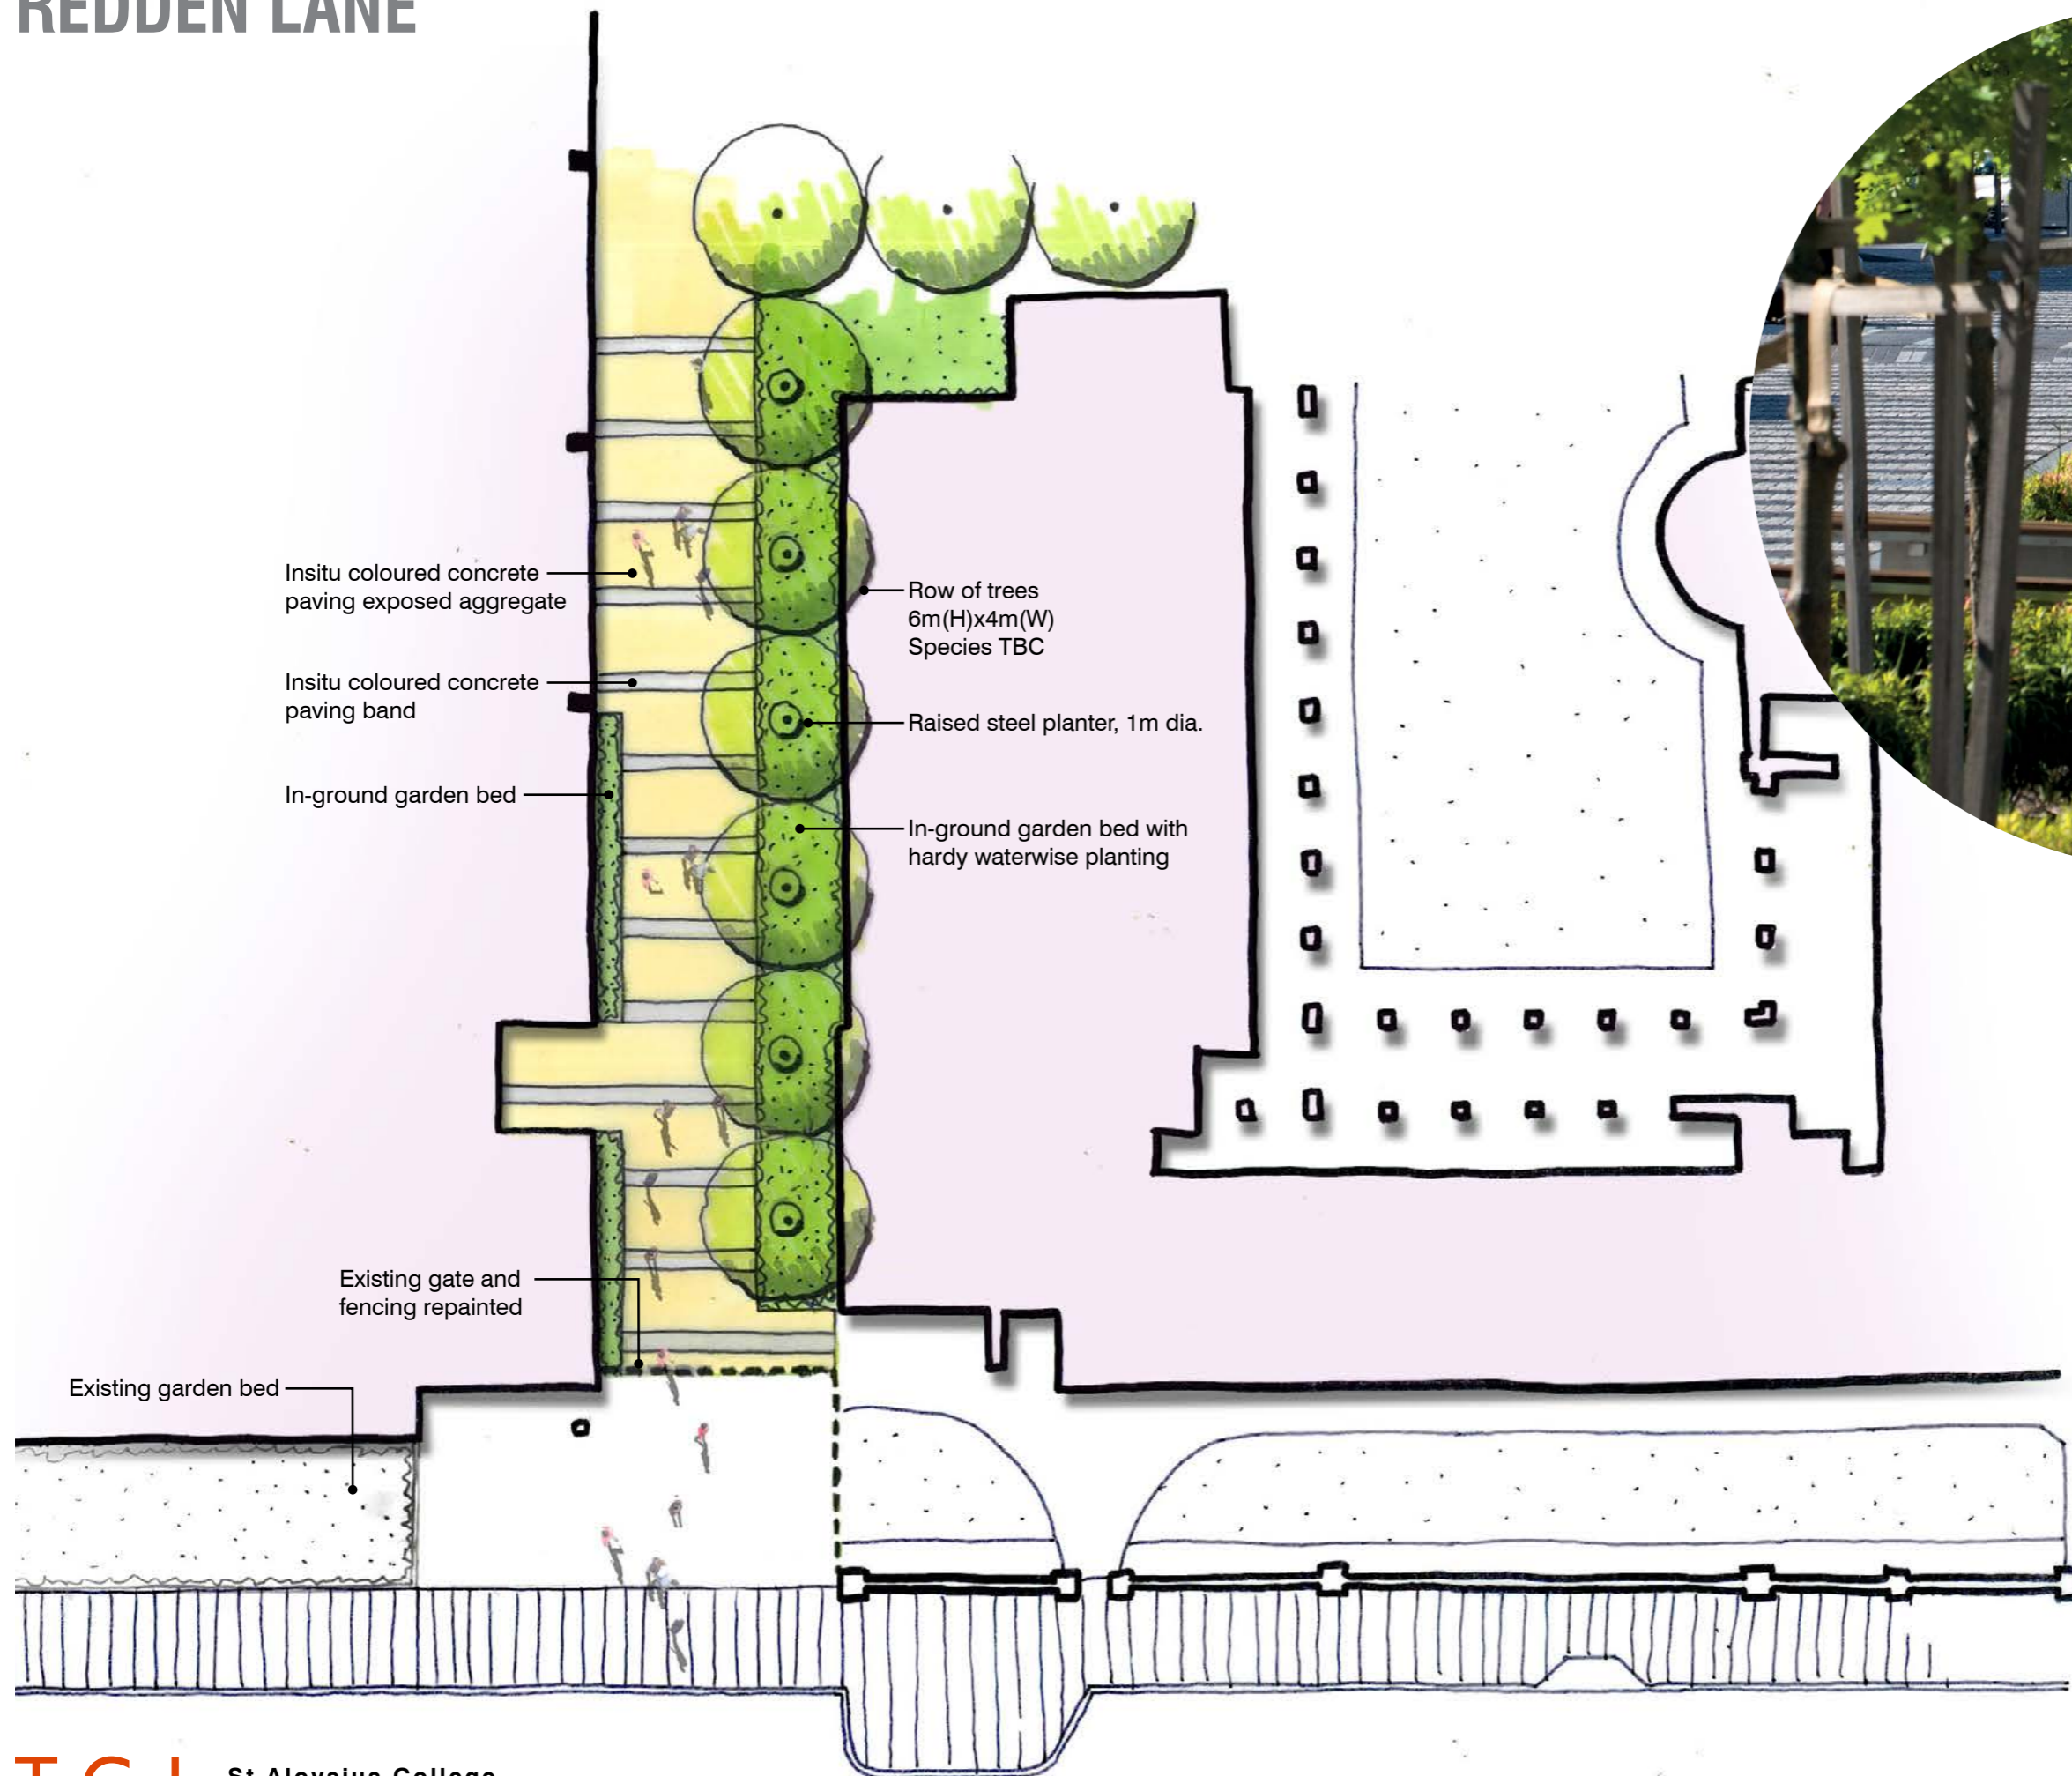 REDDEN LANE
Insitu coloured concrete
paving exposed aggregate
Row of trees
6m(H)x4m(W)
Species TBC
Insitu coloured concrete
paving band
Raised steel planter, 1m dia.
In-ground garden bed
In-ground garden bed with
hardy waterwise planting
Existing gate and
fencing repainted
Existing garden bed
T C L
St Aloysius College